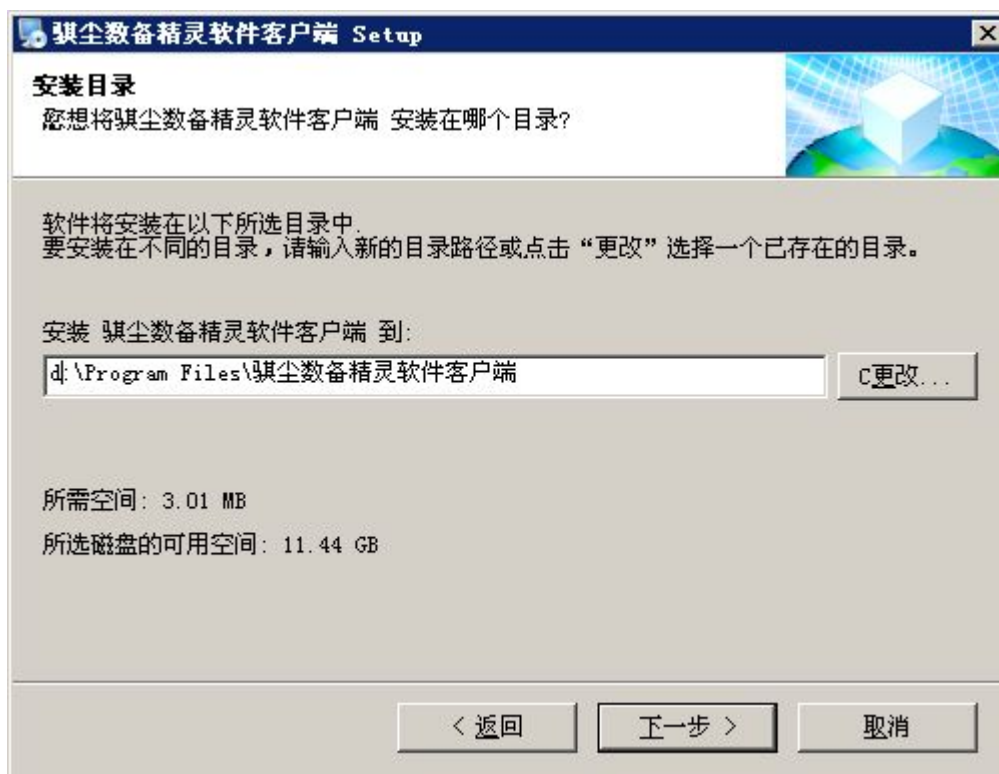 骐尘数备精灵软件客户端 Setup
安装目录
您想将骐尘数备精灵软件客户端 安装在哪个目录?
软件将安装在以下所选目录中.
要安装在不同的目录，请输入新的目录路径或点击“更改”选择一个已存在的目录。
安装 骐尘数备精灵软件客户端 到:
d:\Program Files\骐尘数备精灵软件客户端
C更改...
所需空间: 3.01 MB
所选磁盘的可用空间: 11.44 GB
< 返回
下一步 >
取消